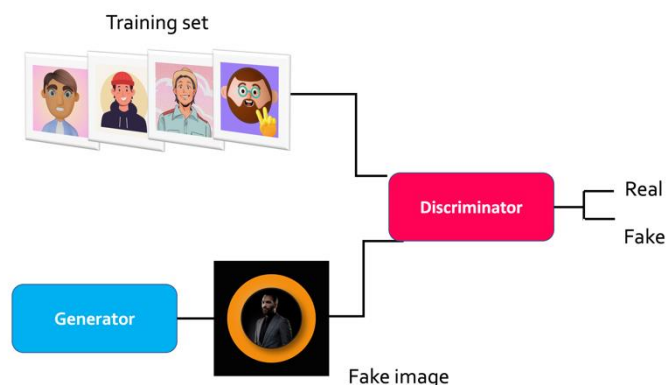 Training set
Discriminator
Real
Fake
Generator
Fake image